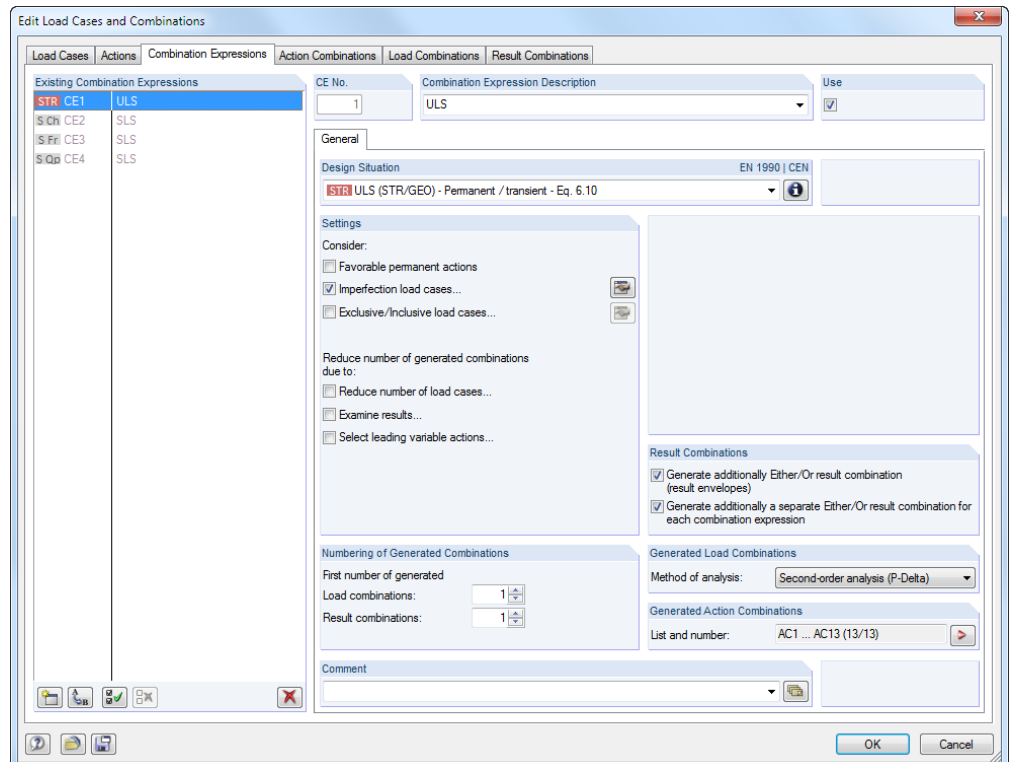 Edit Load Cases and Combinations
Load Cases Actions Combination Expressions Action Combinations Load Combinations Result Combinations
Existing Combination Expressions
STR CE1 ULS
S Ch CE2 SLS
S Fr CE3 SLS
S Qp CE4 SLS
CE No.
1
Combination Expression Description
ULS
Use
General
Design Situation EN 1990 | CEN
STR ULS (STR/GEO) - Permanent / transient - Eq. 6.10
Settings
Consider:
Favorable permanent actions
Imperfection load cases...
Exclusive/Inclusive load cases...
Reduce number of generated combinations
due to:
Reduce number of load cases...
Examine results...
Select leading variable actions...
Result Combinations
Generate additionally Either/Or result combination
(result envelopes)
Generate additionally a separate Either/Or result combination for
each combination expression
Numbering of Generated Combinations
First number of generated
Load combinations: 1
Result combinations: 1
Generated Load Combinations
Method of analysis: Second-order analysis (P-Delta)
Generated Action Combinations
List and number: AC1 ... AC13 (13/13)
Comment
OK Cancel